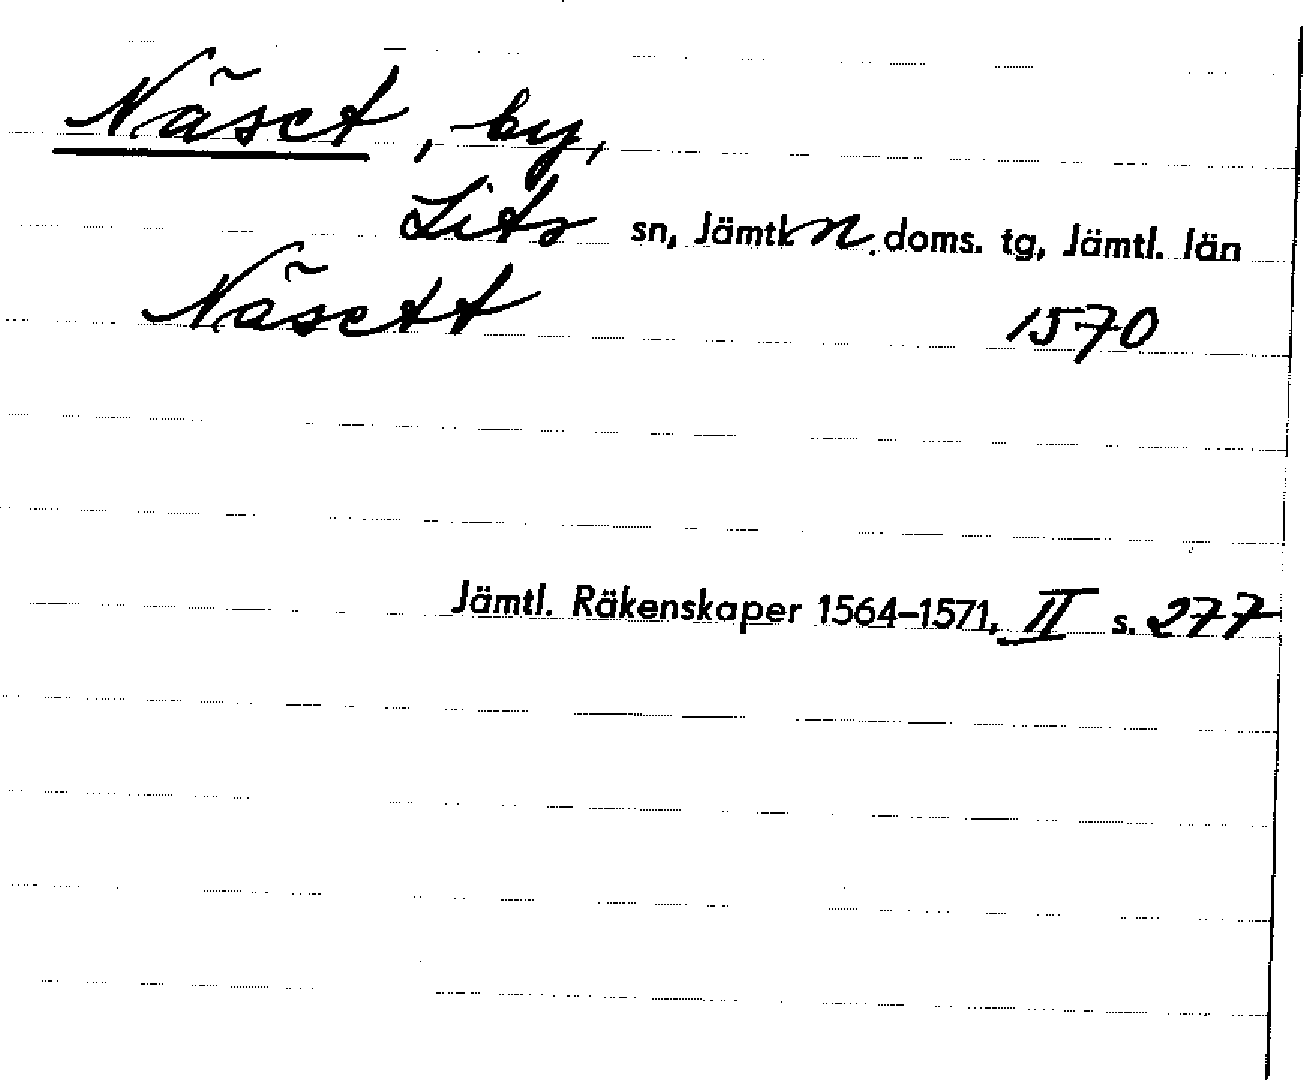 Näset, by,
Lits sn, Jämtl. n. doms. tg, Jämtl. län
Näsett 1570
Jämtl. Räkenskaper 1564–1571, II s. 277